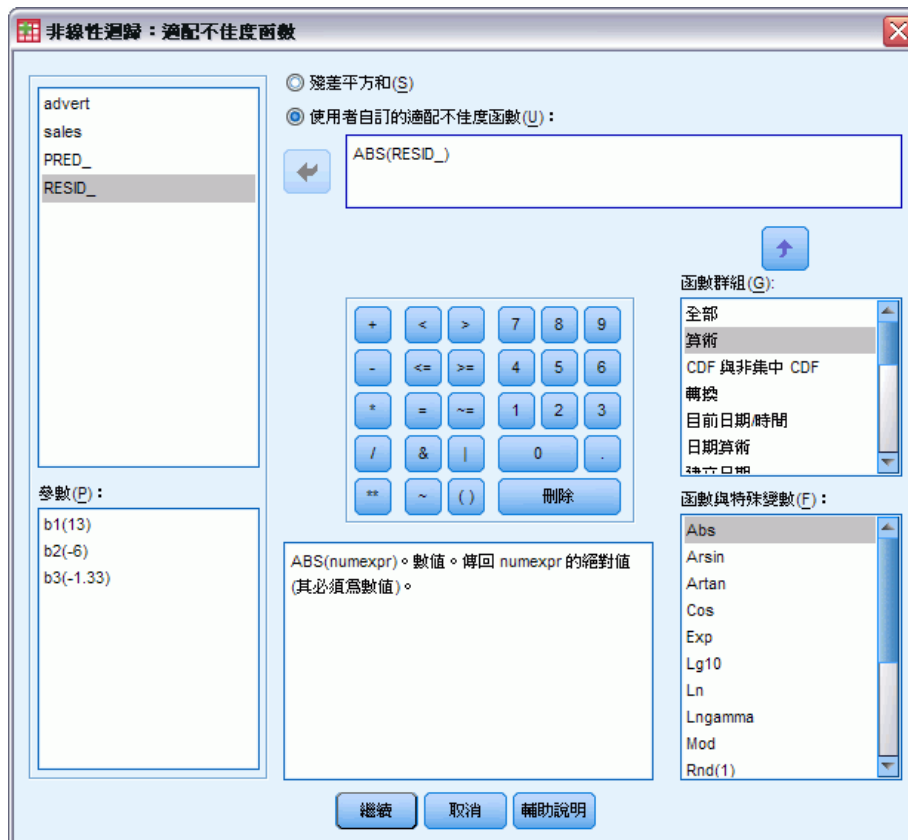 非線性迴歸：適配不佳度函數
advert
sales
PRED_
RESID_
殘差平方和(S)
使用者自訂的適配不佳度函數(U)：
ABS(RESID_)
參數(P)：
b1(13)
b2(-6)
b3(-1.33)
+ < > 7 8 9
- <= >= 4 5 6
* = ~= 1 2 3
/ & | 0 .
** ~ ( ) 刪除
ABS(numexpr)。數值。傳回 numexpr 的絕對值
(其必須為數值)。
函數群組(G):
全部
算術
CDF 與非集中 CDF
轉換
目前日期/時間
日期算術
建立日期
函數與特殊變數(F)：
Abs
Arsin
Artan
Cos
Exp
Lg10
Ln
Lngamma
Mod
Rnd(1)
繼續 取消 輔助說明